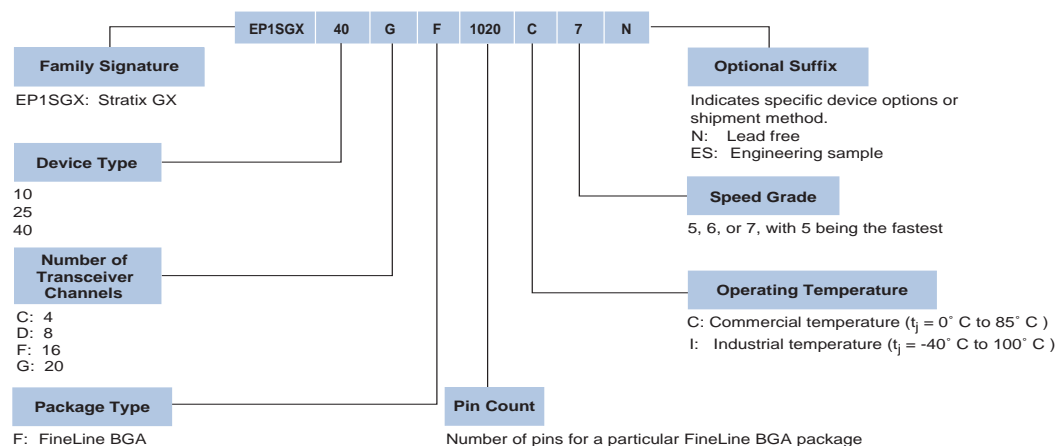 EP1SGX 40 G F 1020 C 7 N
Family Signature
EP1SGX: Stratix GX
Device Type
10
25
40
Number of
Transceiver
Channels
C: 4
D: 8
F: 16
G: 20
Package Type
F: FineLine BGA
Pin Count
Number of pins for a particular FineLine BGA package
Optional Suffix
Indicates specific device options or
shipment method.
N: Lead free
ES: Engineering sample
Speed Grade
5, 6, or 7, with 5 being the fastest
Operating Temperature
C: Commercial temperature (tj = 0˚ C to 85˚ C )
I: Industrial temperature (tj = -40˚ C to 100˚ C )